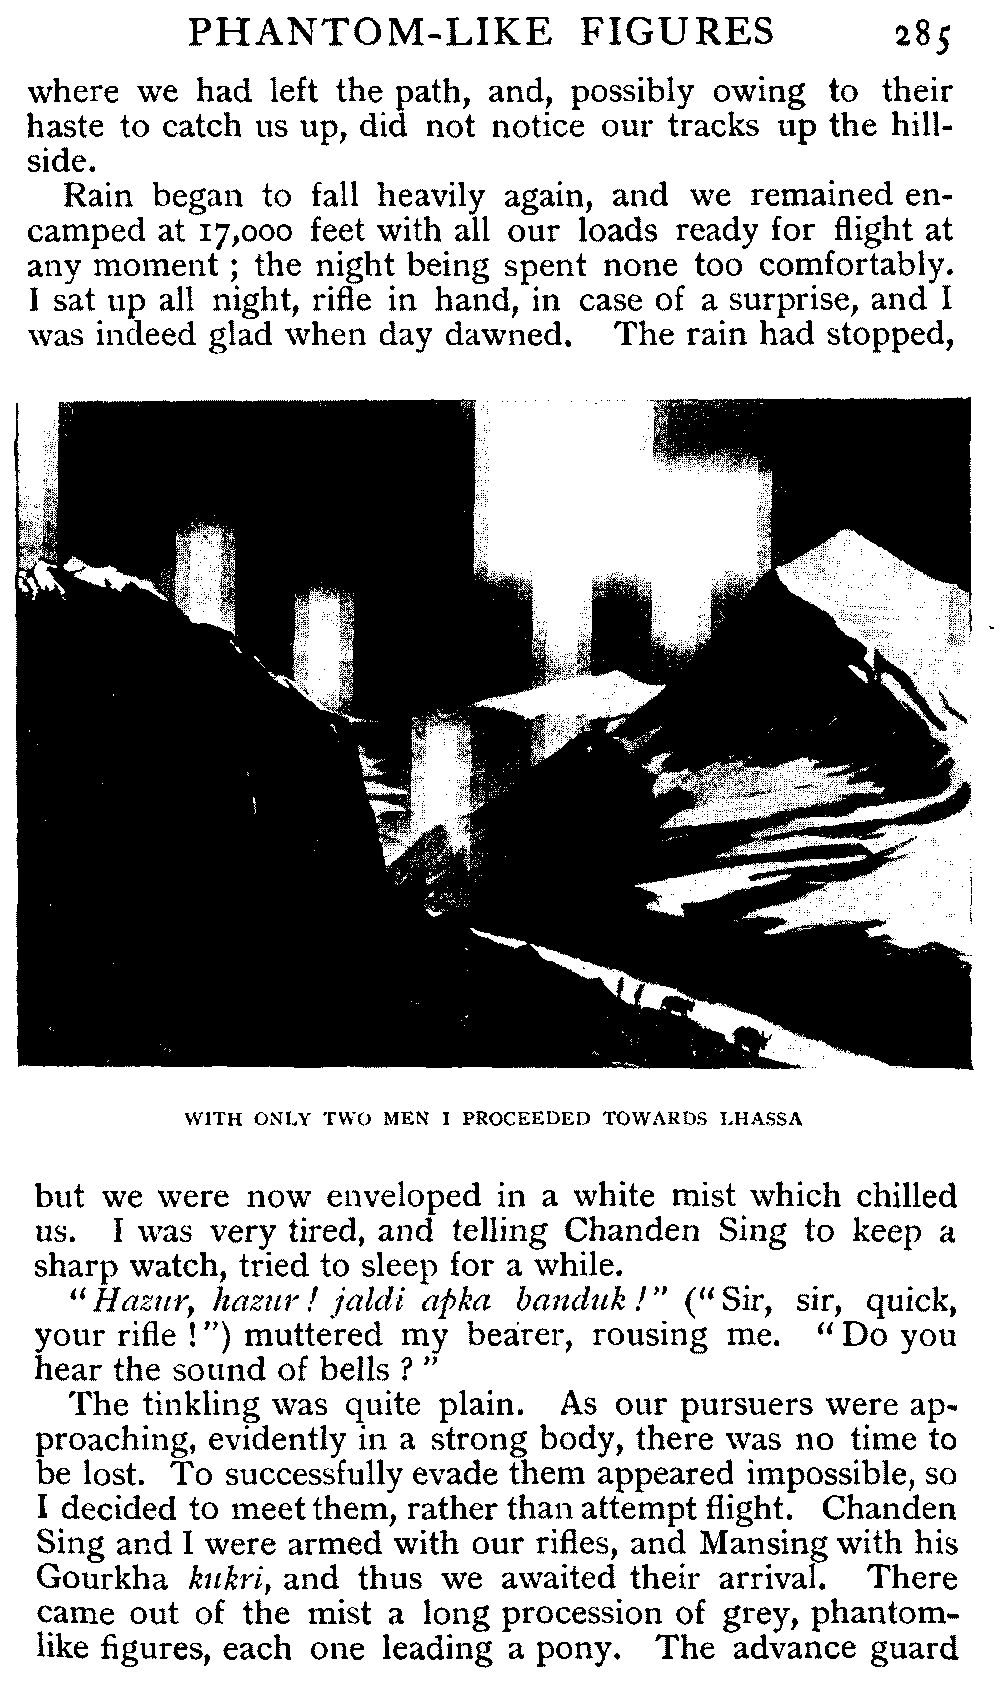 PHANTOM-LIKE FIGURES 285
where we had left the path, and, possibly owing to their
haste to catch us up, did not notice our tracks up the hill-
side.
Rain began to fall heavily again, and we remained en-
camped at 17,000 feet with all our loads ready for flight at
any moment ; the night being spent none too comfortably.
I sat up all night, rifle in hand, in case of a surprise, and I
was indeed glad when day dawned. The rain had stopped,
WITH ONLY TWO MEN I PROCEEDED TOWARDS LHASSA
but we were now enveloped in a white mist which chilled
us. I was very tired, and telling Chanden Sing to keep a
sharp watch, tried to sleep for a while.
“Hazur, hazur ! jaldi apka banduk !” (“Sir, sir, quick,
your rifle !”) muttered my bearer, rousing me. “Do you
hear the sound of bells ?”
The tinkling was quite plain. As our pursuers were ap-
proaching, evidently in a strong body, there was no time to
be lost. To successfully evade them appeared impossible, so
I decided to meet them, rather than attempt flight. Chanden
Sing and I were armed with our rifles, and Mansing with his
Gourkha kukri, and thus we awaited their arrival. There
came out of the mist a long procession of grey, phantom-
like figures, each one leading a pony. The advance guard